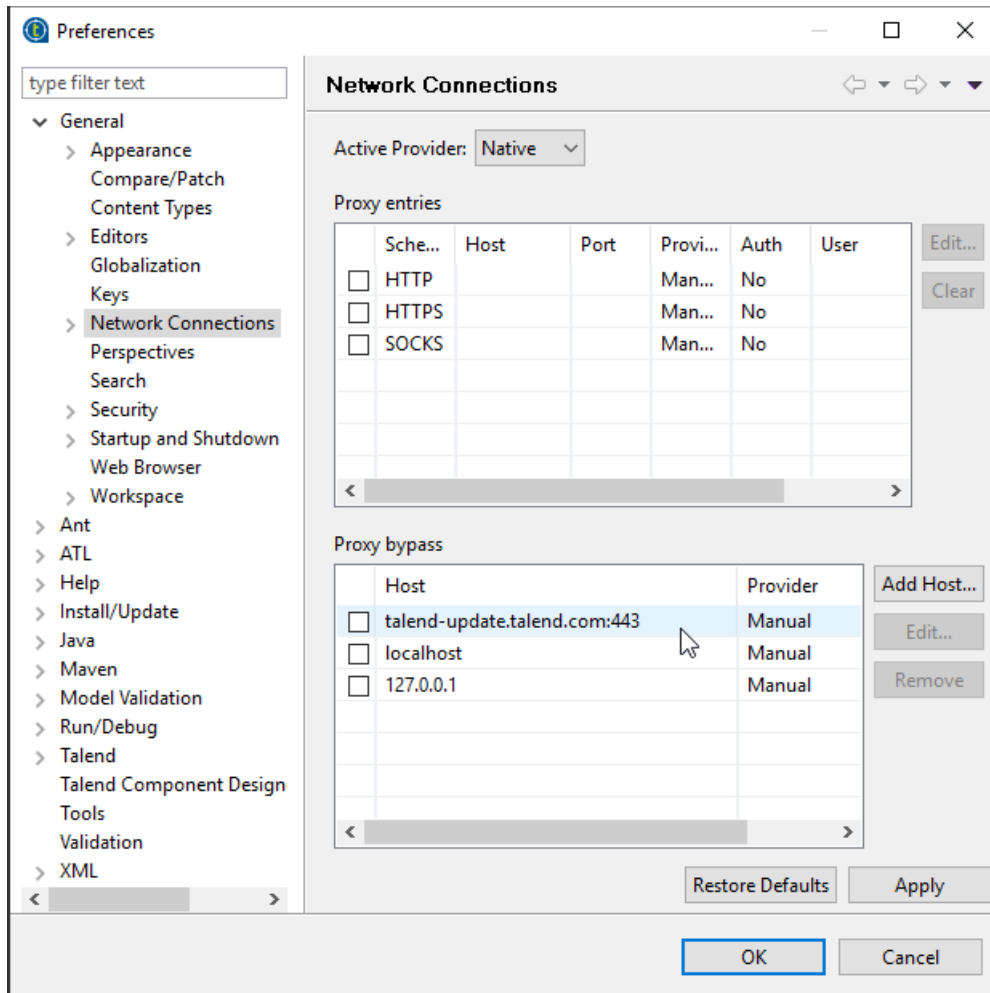 Preferences
type filter text
General
Appearance
Compare/Patch
Content Types
Editors
Globalization
Keys
Network Connections
Perspectives
Search
Security
Startup and Shutdown
Web Browser
Workspace
Ant
ATL
Help
Install/Update
Java
Maven
Model Validation
Run/Debug
Talend
Talend Component Design
Tools
Validation
XML
Network Connections
Active Provider: Native
Proxy entries
Sche... Host Port Provi... Auth User
HTTP Man... No
HTTPS Man... No
SOCKS Man... No
Edit...
Clear
Proxy bypass
Host Provider
talend-update.talend.com:443 Manual
localhost Manual
127.0.0.1 Manual
Add Host...
Edit...
Remove
Restore Defaults Apply
OK Cancel